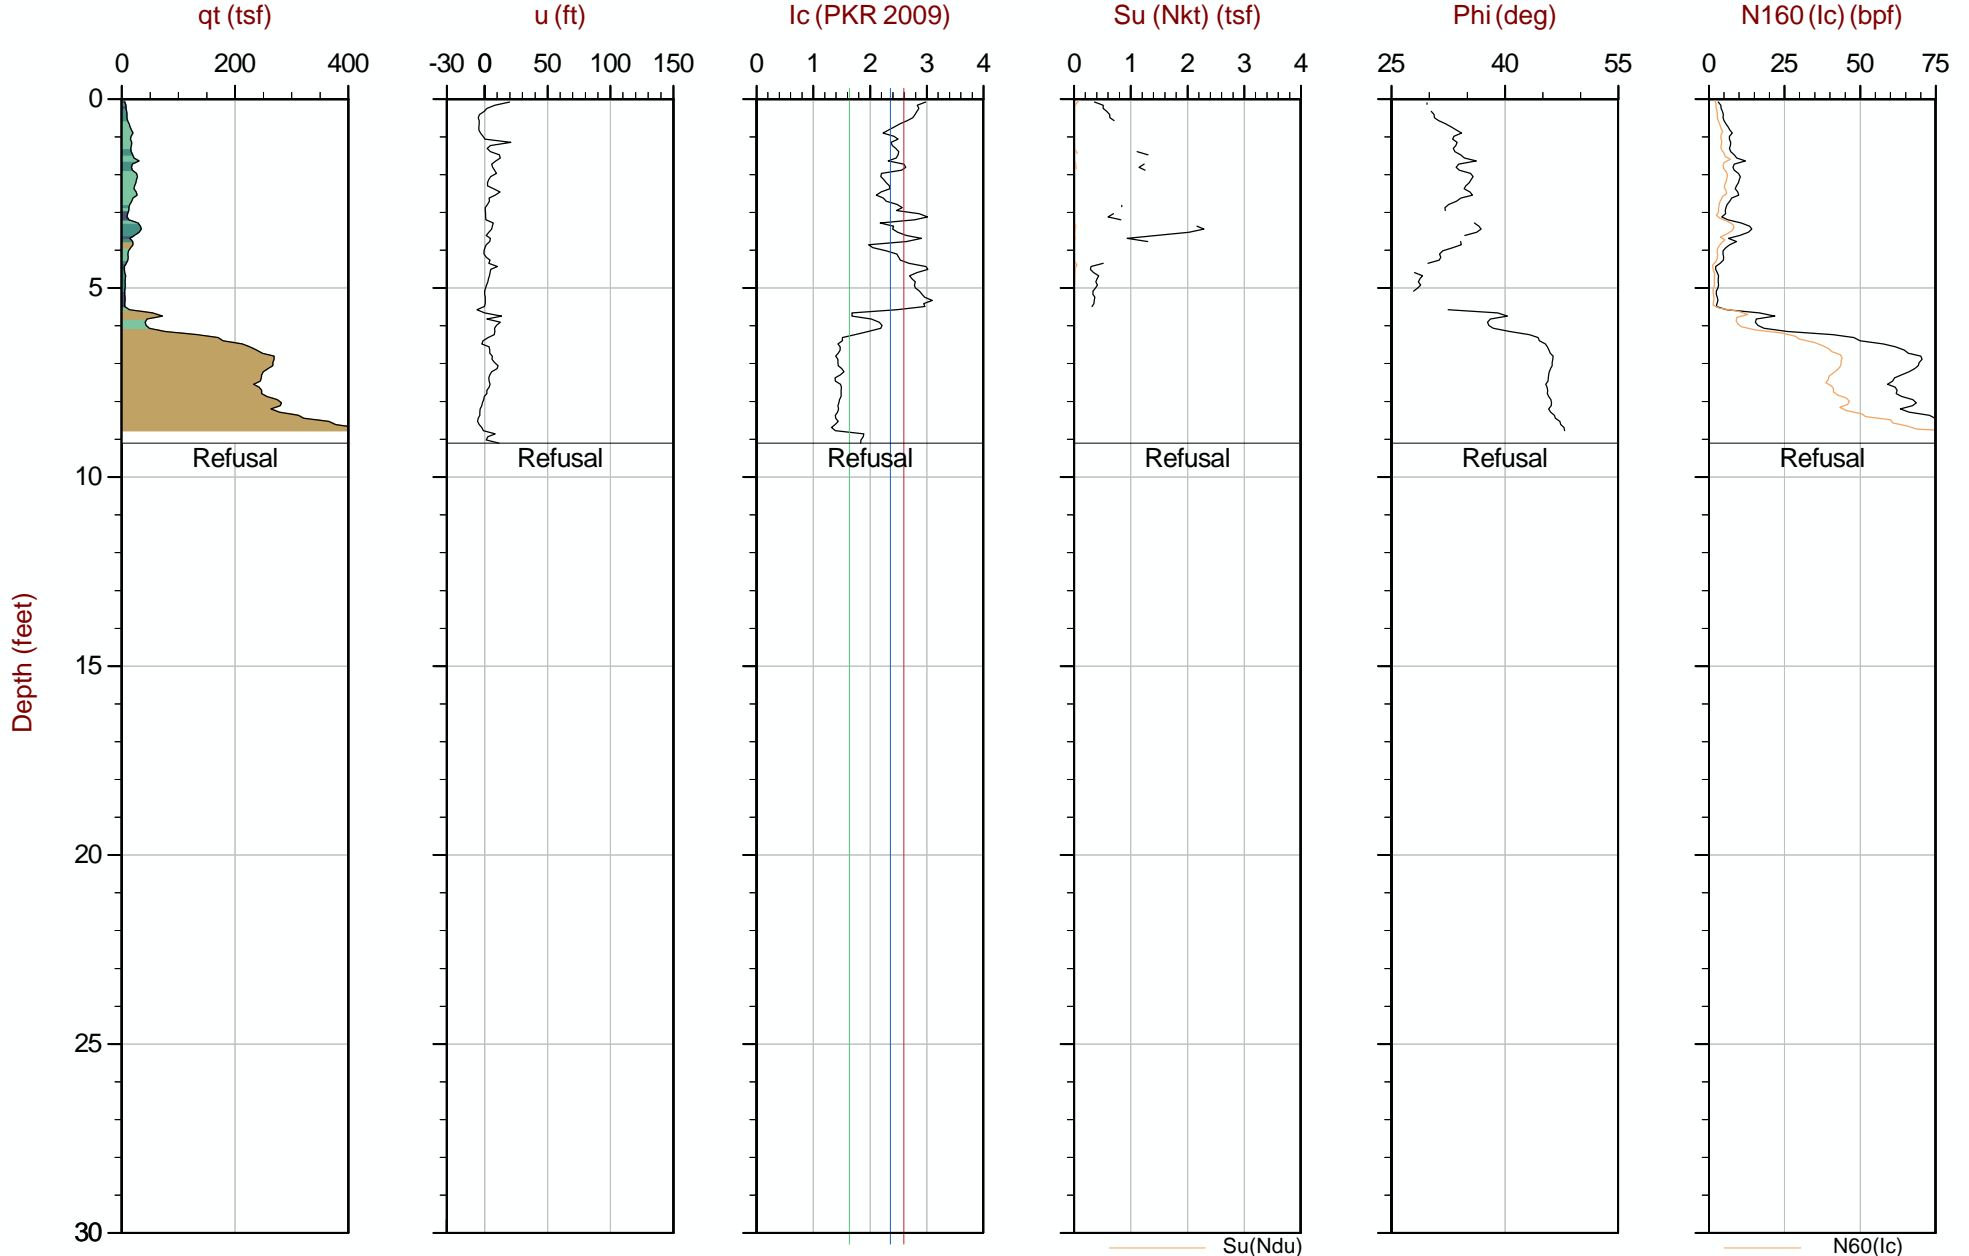 qt (tsf) u (ft) Ic (PKR 2009) Su (Nkt) (tsf) Phi (deg) N160 (Ic) (bpf)
0 200 400 -30 0 50 100 150 0 1 2 3 4 0 1 2 3 4 25 40 55 0 25 50 75
0
5
Refusal Refusal Refusal Refusal Refusal Refusal
10
15
Depth (feet)
20
25
30
Su(Ndu) N60(Ic)